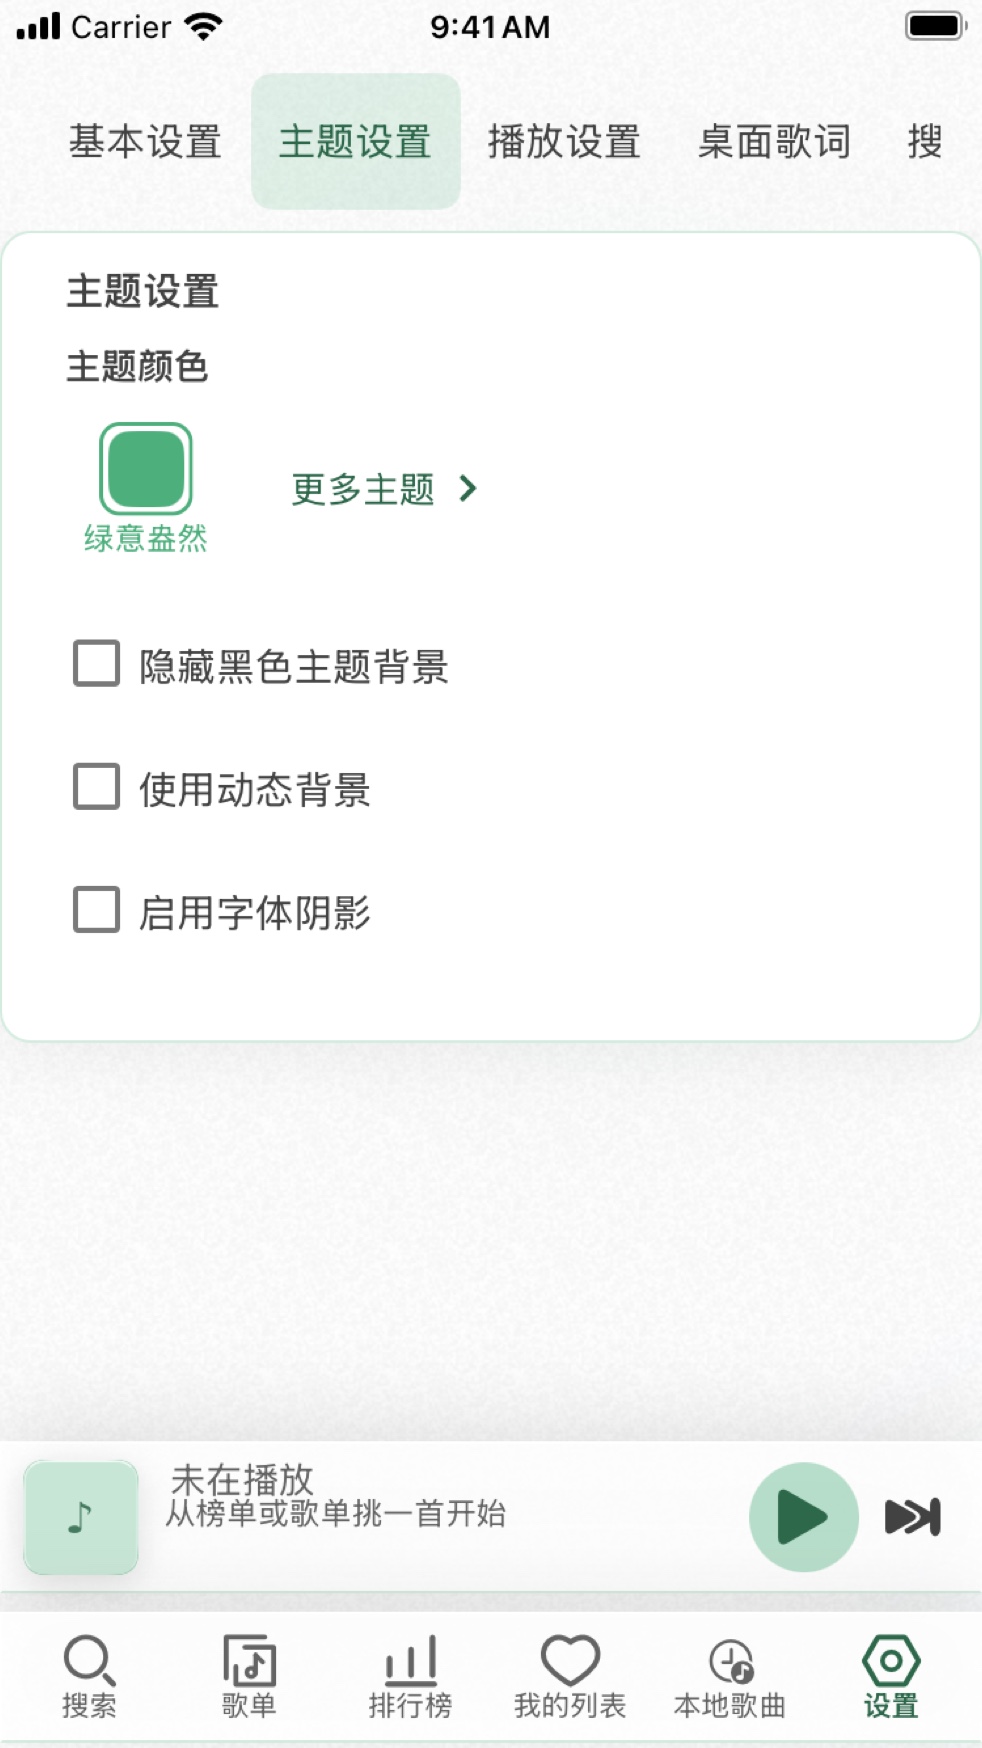 Carrier 9:41 AM
基本设置 主题设置 播放设置 桌面歌词 搜
主题设置
主题颜色
绿意盎然
更多主题
隐藏黑色主题背景
使用动态背景
启用字体阴影
未在播放
从榜单或歌单挑一首开始
搜索 歌单 排行榜 我的列表 本地歌曲 设置